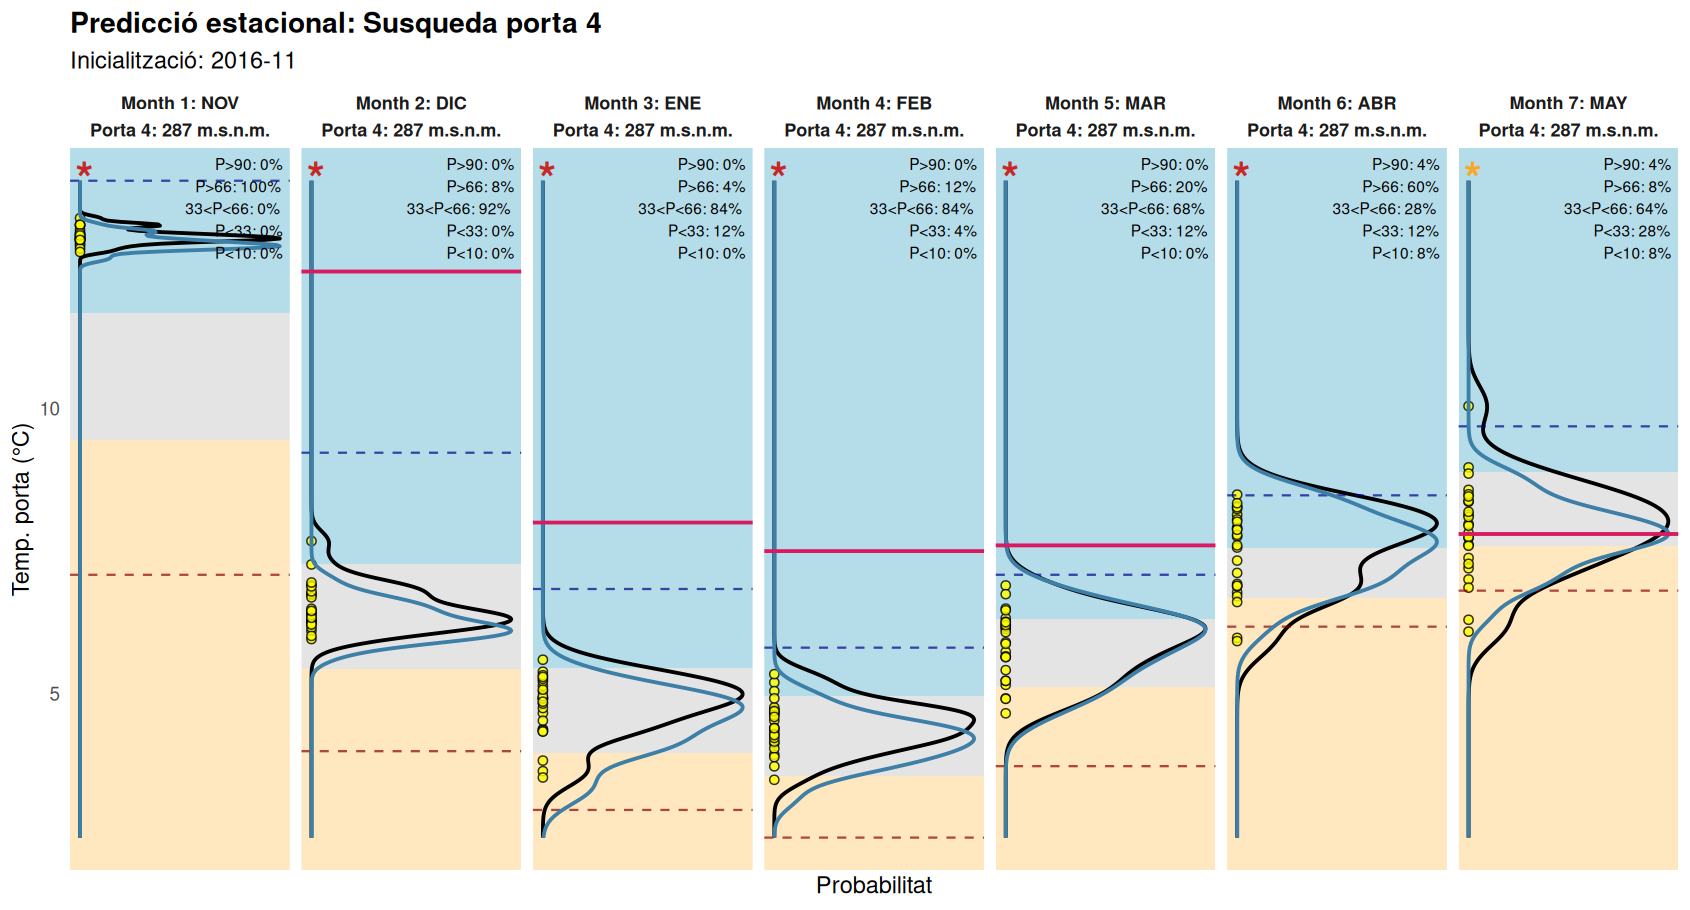 Predicció estacional: Susqueda porta 4
Inicialització: 2016-11
Month 1: NOV
Porta 4: 287 m.s.n.m.
Month 2: DIC
Porta 4: 287 m.s.n.m.
Month 3: ENE
Porta 4: 287 m.s.n.m.
Month 4: FEB
Porta 4: 287 m.s.n.m.
Month 5: MAR
Porta 4: 287 m.s.n.m.
Month 6: ABR
Porta 4: 287 m.s.n.m.
Month 7: MAY
Porta 4: 287 m.s.n.m.
*
P>90: 0%
P>66: 100%
33<P<66: 0%
P<33: 0%
P<10: 0%
*
P>90: 0%
P>66: 8%
33<P<66: 92%
P<33: 0%
P<10: 0%
*
P>90: 0%
P>66: 4%
33<P<66: 84%
P<33: 12%
P<10: 0%
*
P>90: 0%
P>66: 12%
33<P<66: 84%
P<33: 4%
P<10: 0%
*
P>90: 0%
P>66: 20%
33<P<66: 68%
P<33: 12%
P<10: 0%
*
P>90: 4%
P>66: 60%
33<P<66: 28%
P<33: 12%
P<10: 8%
*
P>90: 4%
P>66: 8%
33<P<66: 64%
P<33: 28%
P<10: 8%
10
5
Temp. porta (°C)
Probabilitat